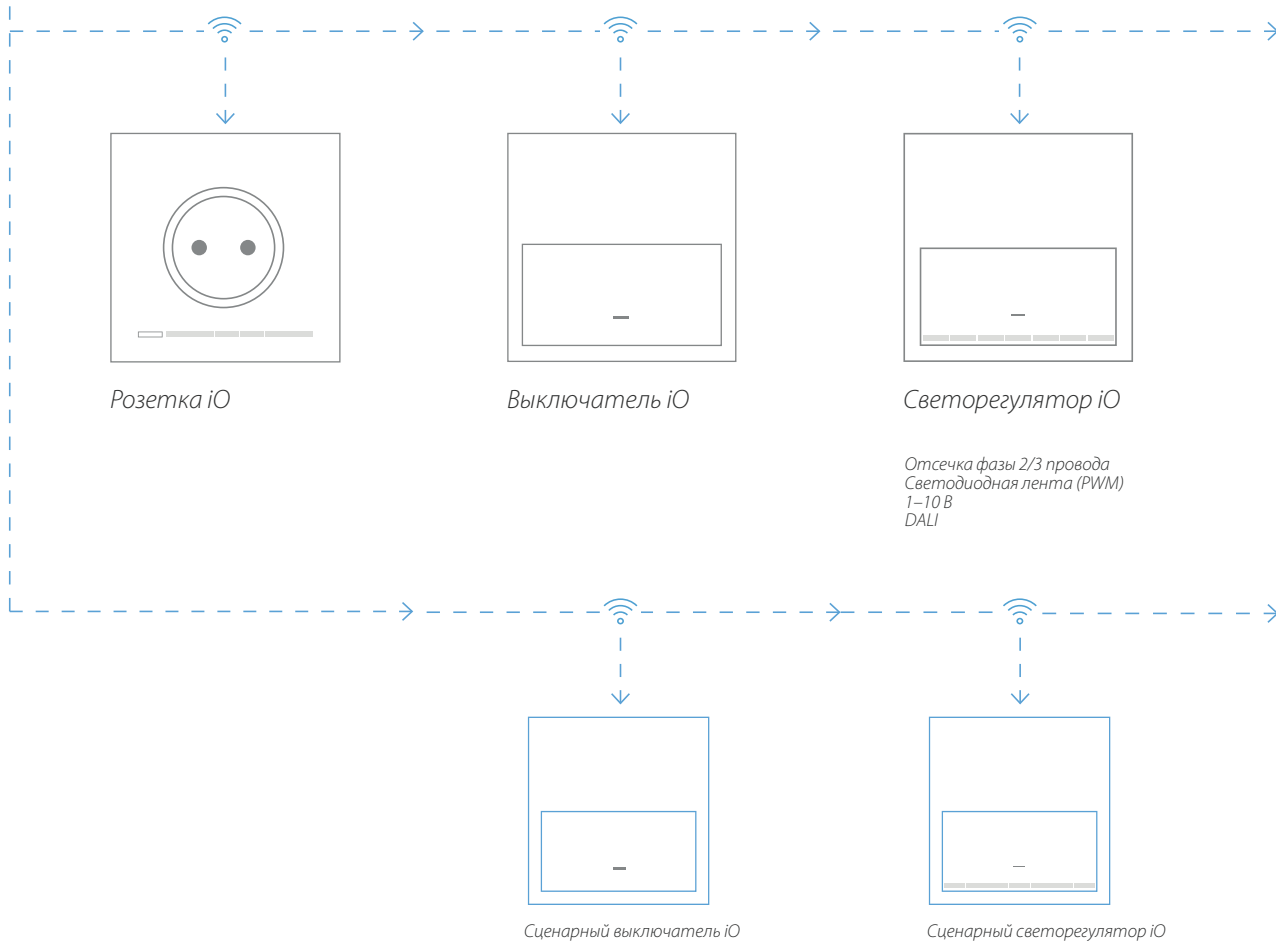 Розетка iO
Выключатель iO
Светорегулятор iO
Отсечка фазы 2/3 провода
Светодиодная лента (PWM)
1–10 В
DALI
Сценарный выключатель iO
Сценарный светорегулятор iO